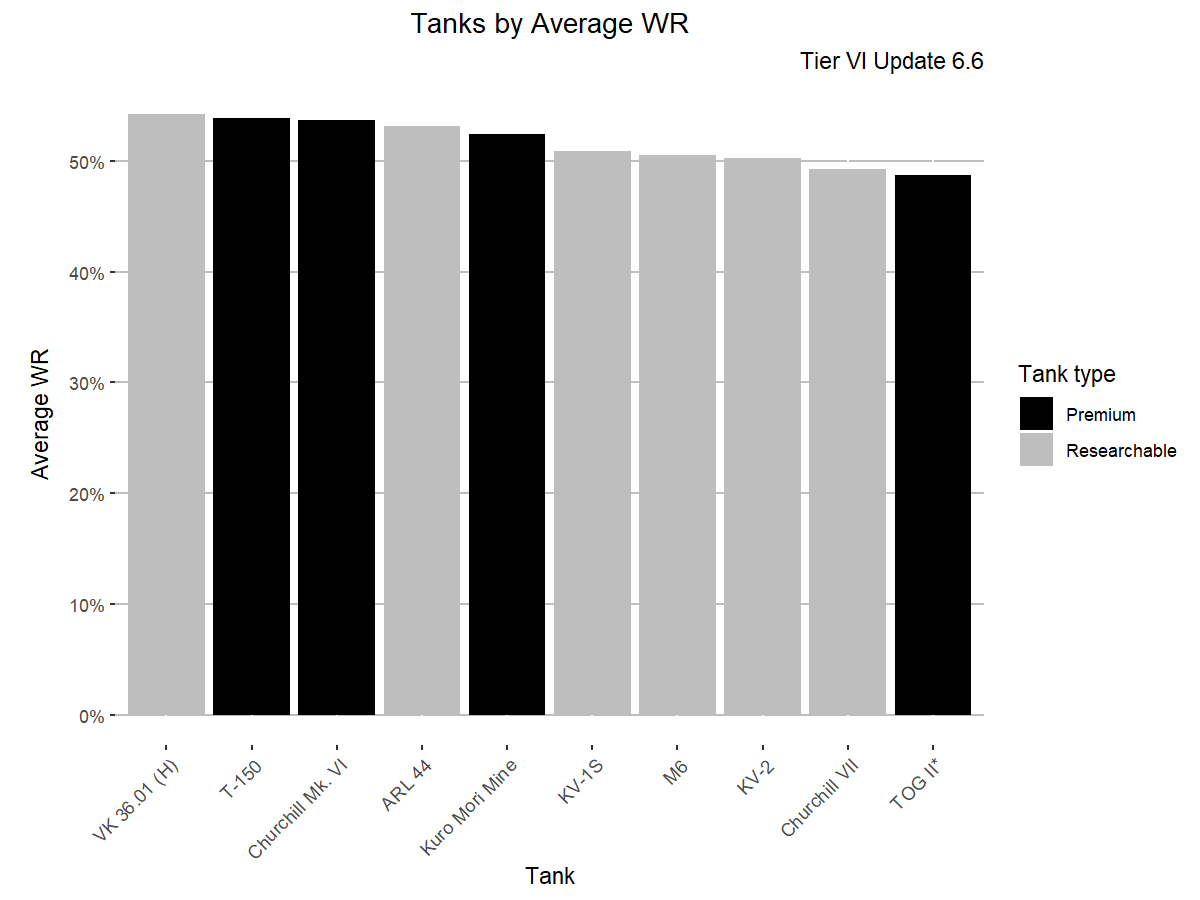 Tanks by Average WR
Tier VI Update 6.6
Average WR
50%
40%
30%
20%
10%
0%
VK 36.01 (H)
T-150
Churchill Mk. VI
ARL 44
Kuro Mori Mine
KV-1S
M6
KV-2
Churchill VII
TOG II*
Tank
Tank type
Premium
Researchable